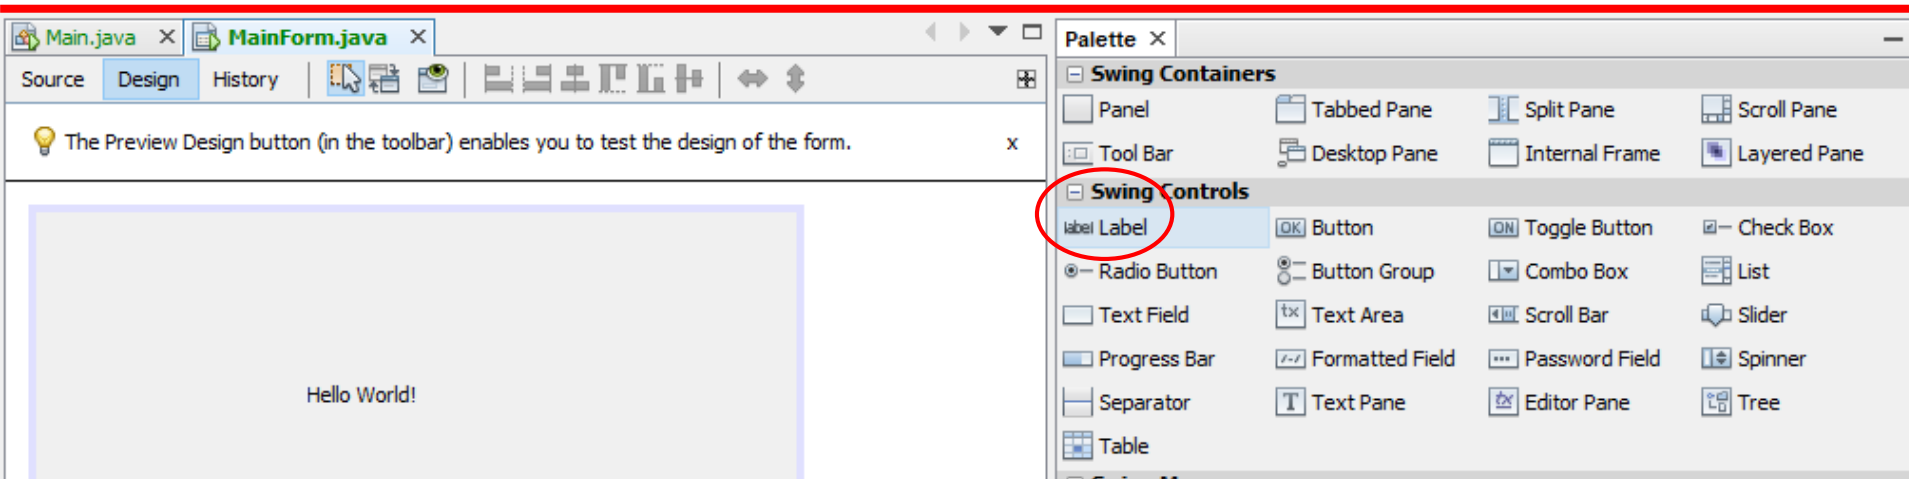 Main.java
MainForm.java
Source Design History
The Preview Design button (in the toolbar) enables you to test the design of the form. x
Hello World!
Palette
Swing Containers
Panel Tabbed Pane Split Pane Scroll Pane
Tool Bar Desktop Pane Internal Frame Layered Pane
Swing Controls
label Label OK Button ON Toggle Button Check Box
Radio Button Button Group Combo Box List
Text Field tx Text Area Scroll Bar Slider
Progress Bar Formatted Field Password Field Spinner
Separator T Text Pane tx Editor Pane Tree
Table